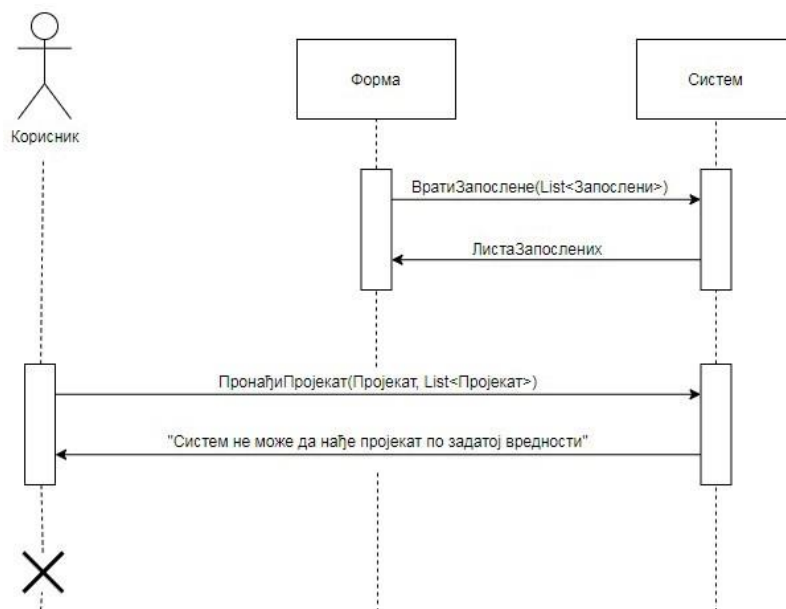 Форма
Систем
Корисник
ВратиЗапослене(List<Запослени>)
ЛистаЗапослених
ПронађиПројекат(Пројекат, List<Пројекат>)
"Систем не може да нађе пројекат по задатој вредности"